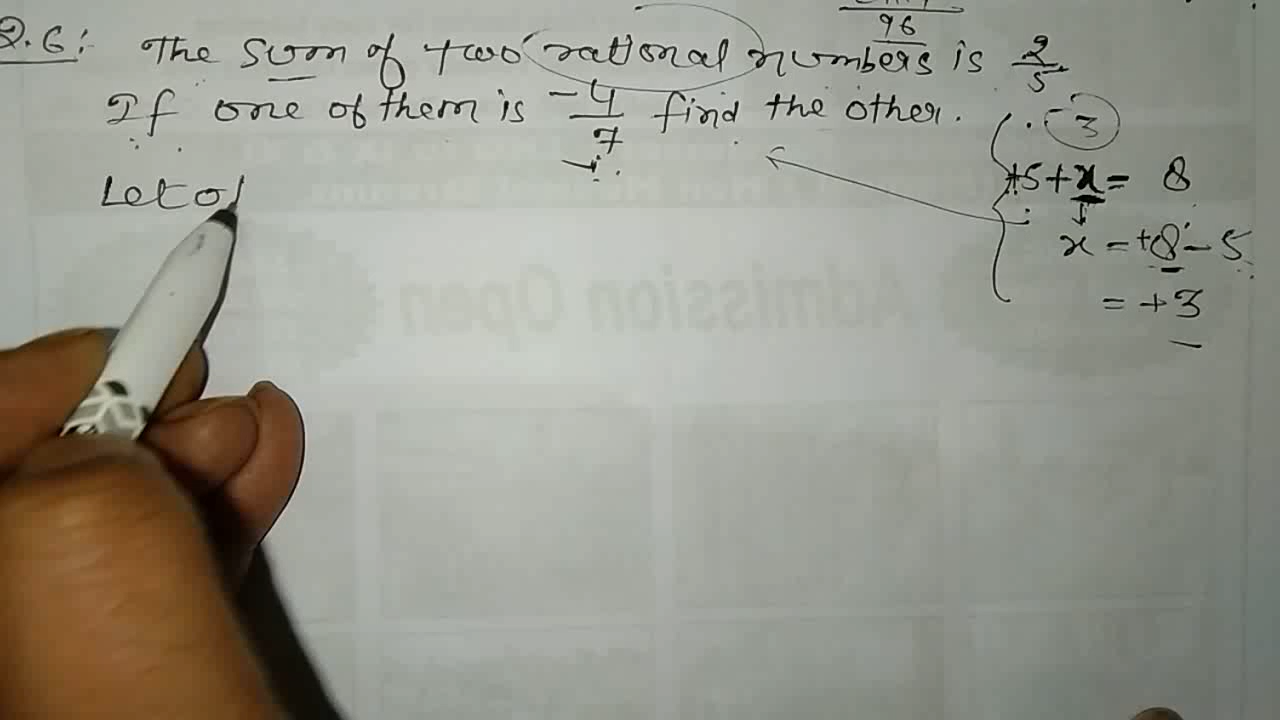 96
Q.6:
The sum of two rational numbers is 2/5.
If one of them is -4/7 find the other.
3
+5+x= 8
Let ot
x = +8-5
= +3